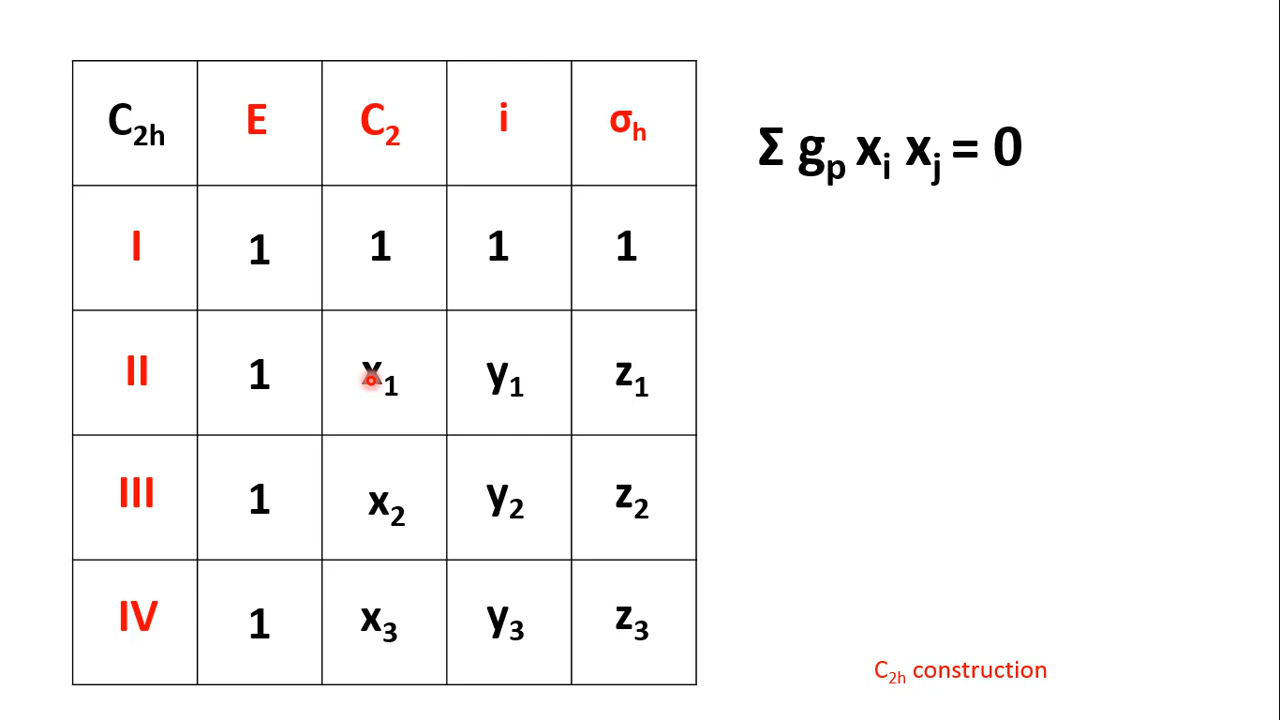 C₂ₕ E C₂ i σₕ
I 1 1 1 1
II 1 x₁ y₁ z₁
III 1 x₂ y₂ z₂
IV 1 x₃ y₃ z₃
Σ gₚ xᵢ xⱼ = 0
C₂ₕ construction